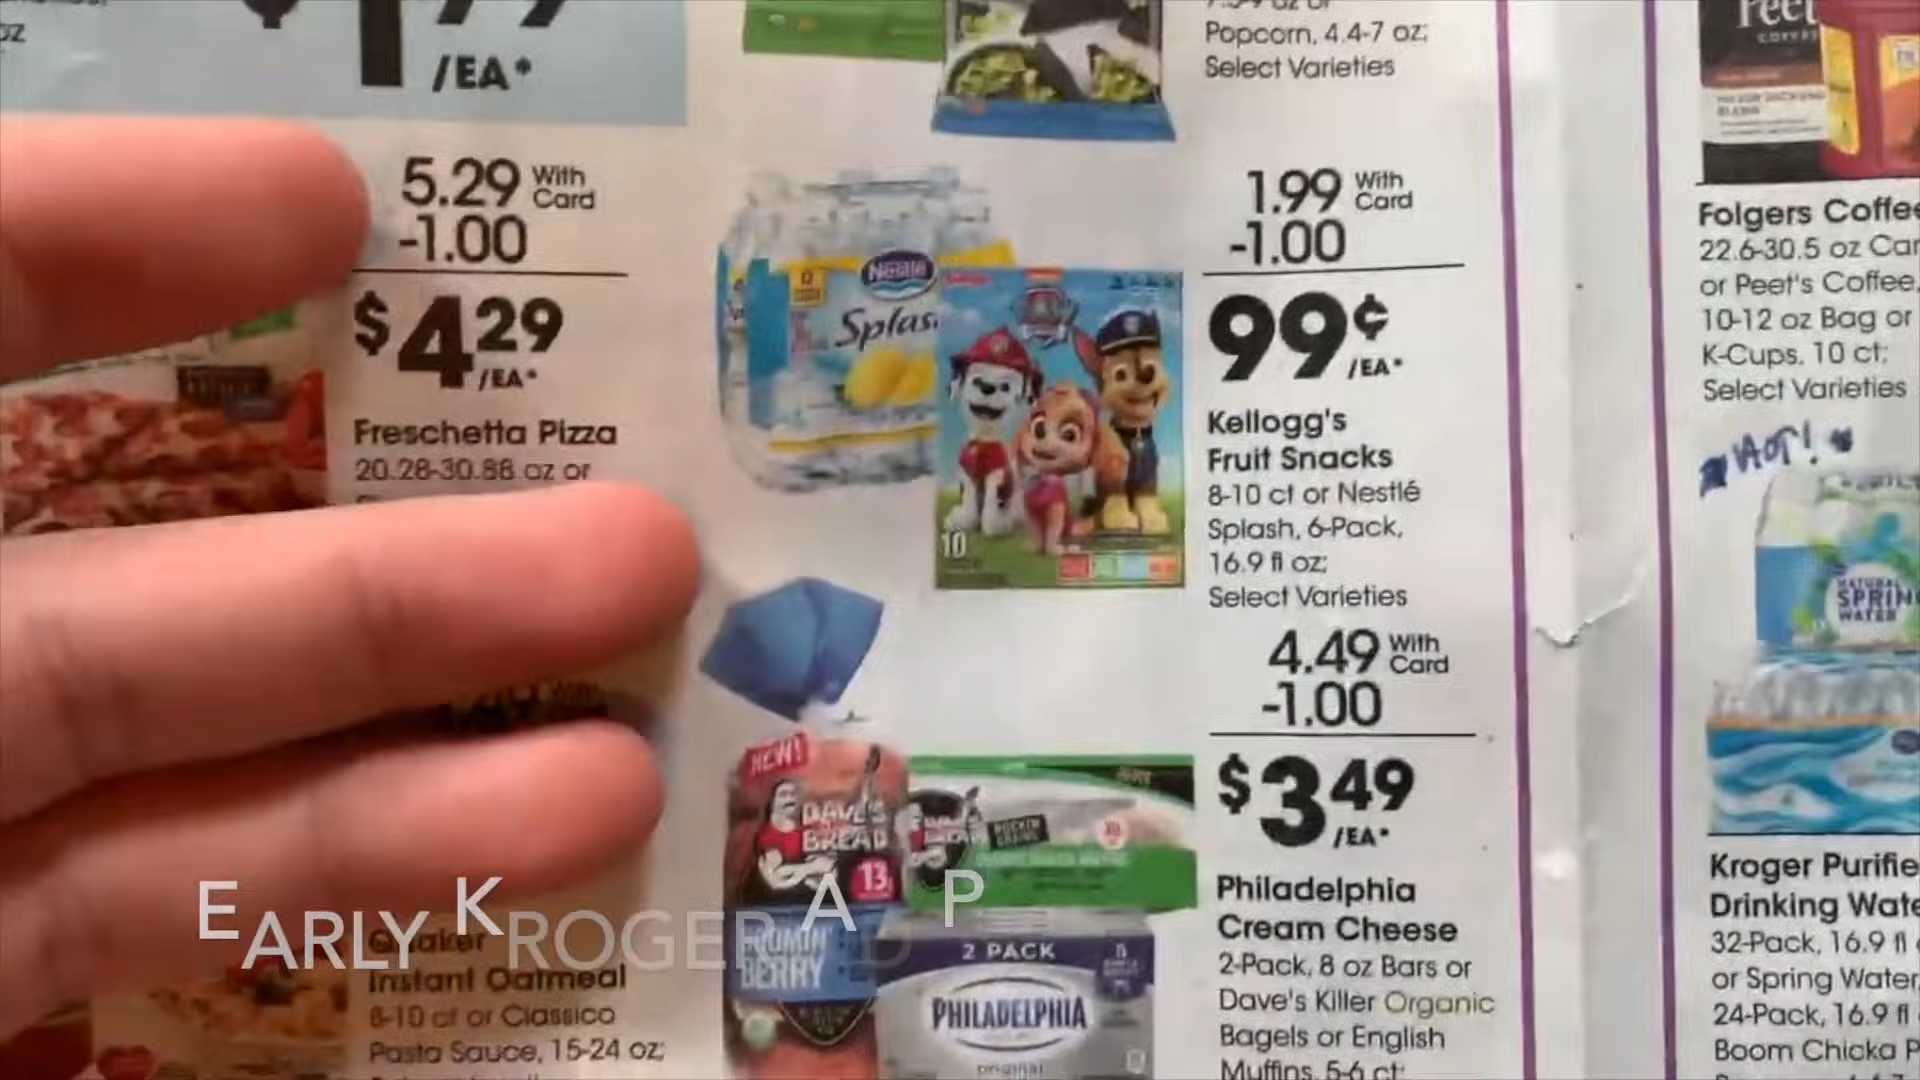 /EA*
5.29 With Card
-1.00
$4.29
/EA*
Freschetta Pizza
20.28-30.88 oz or
Quaker
Instant Oatmeal
8-10 ct or Classico
Pasta Sauce, 15-24 oz;
Popcorn, 4.4-7 oz;
Select Varieties
1.99 With Card
-1.00
99¢
/EA*
Kellogg's
Fruit Snacks
8-10 ct or Nestlé
Splash, 6-Pack,
16.9 fl oz;
Select Varieties
Nestlé
Splas
10
4.49 With Card
-1.00
$3.49
/EA*
Philadelphia
Cream Cheese
2-Pack, 8 oz Bars or
Dave's Killer Organic
Bagels or English
Muffins, 5-6 ct;
NEW!
DAVE'S
BREAD
13
BERRY
2 PACK
PHILADELPHIA
original
Peet
COFFEE
Folgers Coffee
22.6-30.5 oz Can
or Peet's Coffee,
10-12 oz Bag or
K-Cups, 10 ct;
Select Varieties
HOT!
NATURAL
SPRING
WATER
Kroger Purifie
Drinking Wate
32-Pack, 16.9 fl
or Spring Water,
24-Pack, 16.9 fl
Boom Chicka P
EARLY KROGER AD P